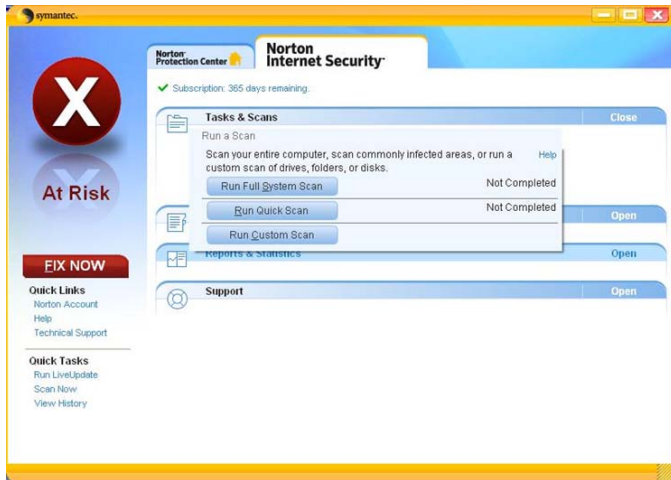 symantec.
Norton
Protection Center
Norton
Internet Security
Subscription: 365 days remaining.
Tasks & Scans
Close
Run a Scan
Scan your entire computer, scan commonly infected areas, or run a
custom scan of drives, folders, or disks.
Help
Run Full System Scan
Not Completed
Run Quick Scan
Not Completed
Run Custom Scan
Open
Reports & Statistics
Open
Support
Open
X
At Risk
FIX NOW
Quick Links
Norton Account
Help
Technical Support
Quick Tasks
Run LiveUpdate
Scan Now
View History